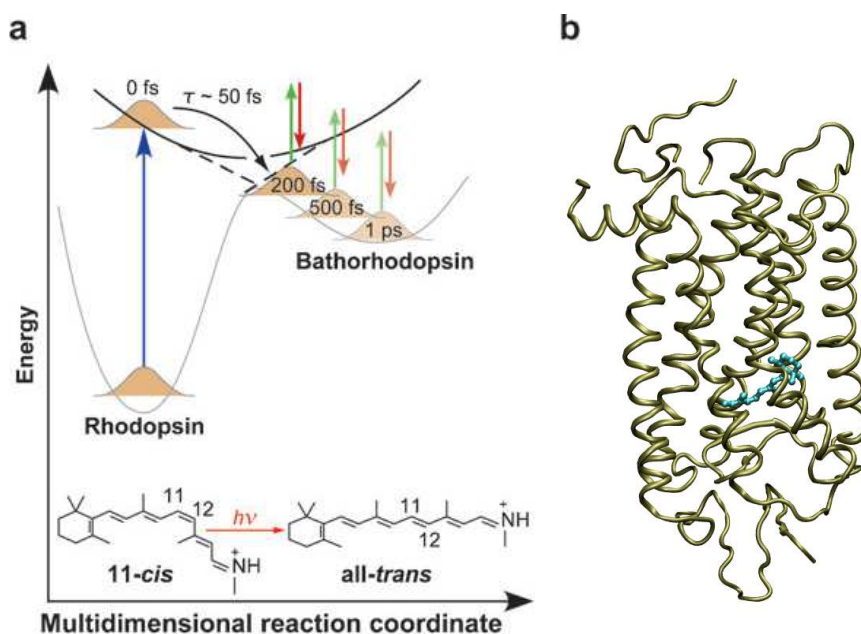 a
b
0 fs
τ ~ 50 fs
200 fs
500 fs
1 ps
Bathorhodopsin
Energy
Rhodopsin
11
12
hν
11
12
NH
+
NH
+
11-cis
all-trans
Multidimensional reaction coordinate